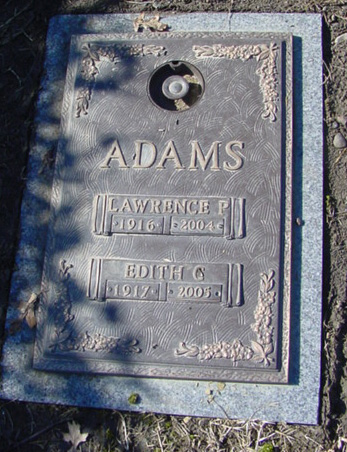 ADAMS
LAWRENCE P
1916 2004
EDITH G
1917 2005